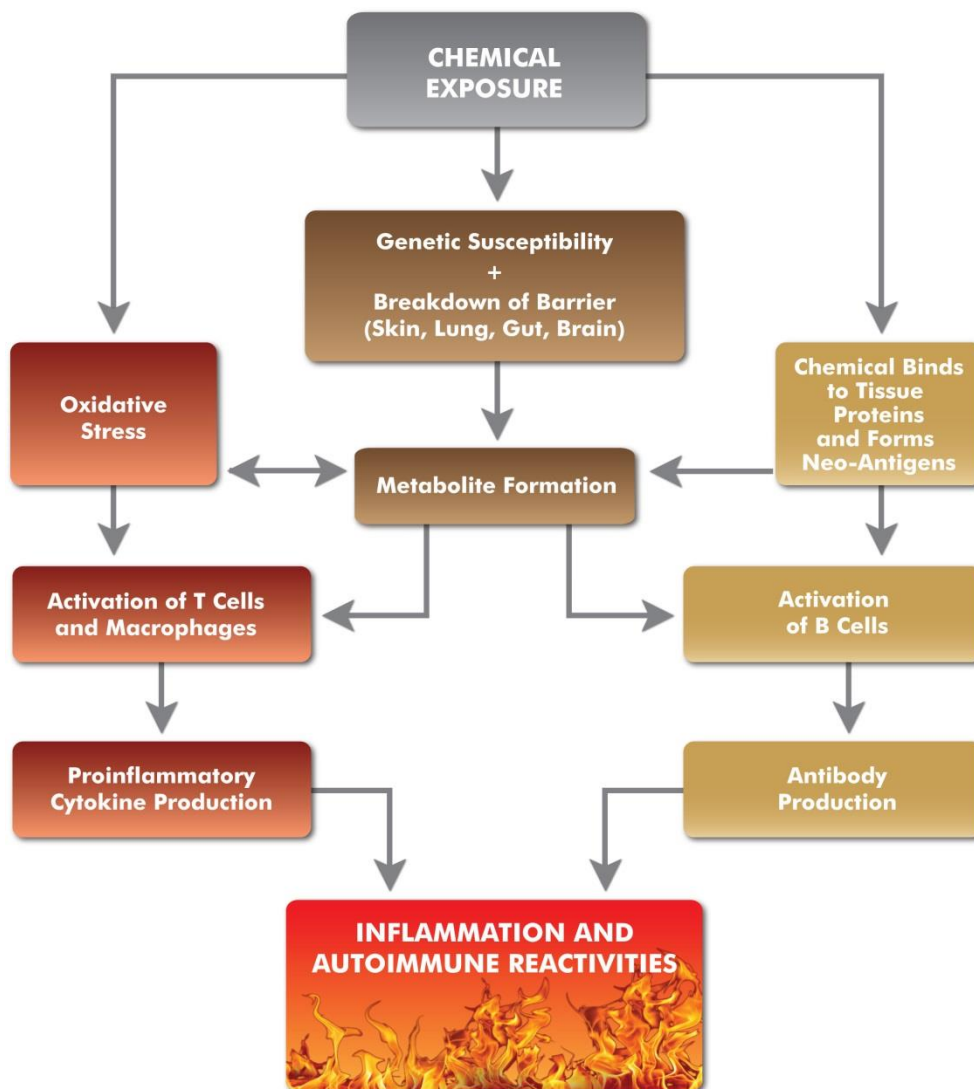 CHEMICAL
EXPOSURE
Genetic Susceptibility
+
Breakdown of Barrier
(Skin, Lung, Gut, Brain)
Oxidative
Stress
Chemical Binds
to Tissue
Proteins
and Forms
Neo-Antigens
Metabolite Formation
Activation of T Cells
and Macrophages
Activation
of B Cells
Proinflammatory
Cytokine Production
Antibody
Production
INFLAMMATION AND
AUTOIMMUNE REACTIVITIES